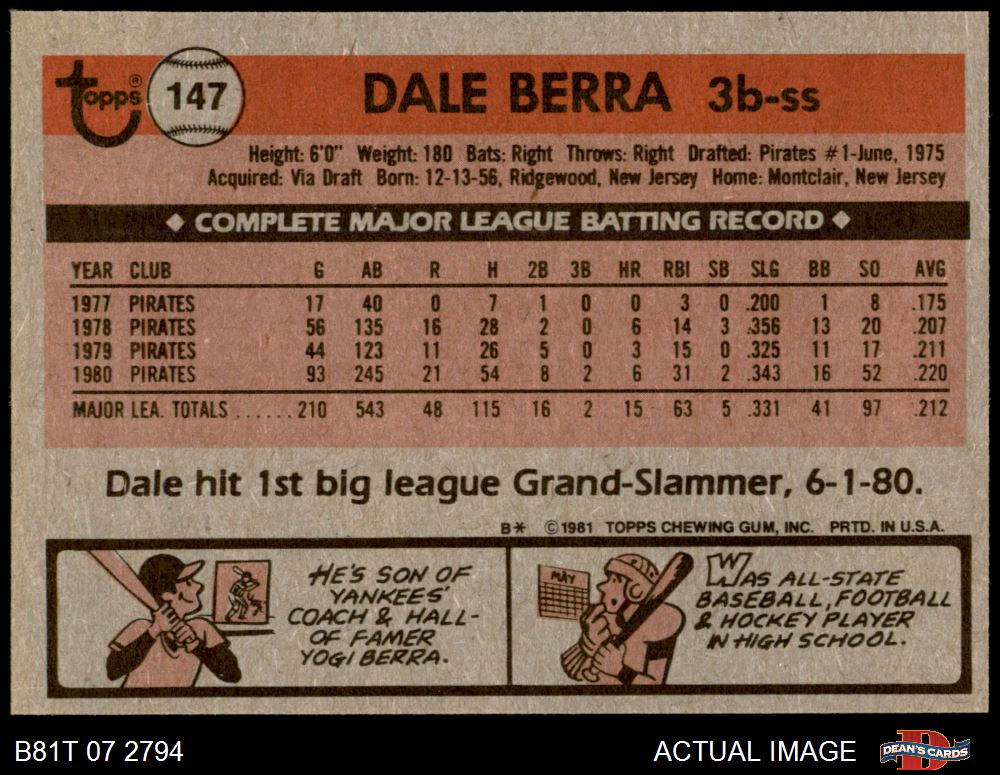 topps® 147 DALE BERRA 3b-ss
Height: 6'0" Weight: 180 Bats: Right Throws: Right Drafted: Pirates #1-June, 1975
Acquired: Via Draft Born: 12-13-56, Ridgewood, New Jersey Home: Montclair, New Jersey
◆ COMPLETE MAJOR LEAGUE BATTING RECORD ◆
YEAR CLUB G AB R H 2B 3B HR RBI SB SLG BB SO AVG
1977 PIRATES 17 40 0 7 1 0 0 3 0 .200 1 8 .175
1978 PIRATES 56 135 16 28 2 0 6 14 3 .356 13 20 .207
1979 PIRATES 44 123 11 26 5 0 3 15 0 .325 11 17 .211
1980 PIRATES 93 245 21 54 8 2 6 31 2 .343 16 52 .220
MAJOR LEA. TOTALS ...... 210 543 48 115 16 2 15 63 5 .331 41 97 .212
Dale hit 1st big league Grand-Slammer, 6-1-80.
B* ©1981 TOPPS CHEWING GUM, INC. PRTD. IN U.S.A.
HE'S SON OF
YANKEES'
COACH & HALL-
OF FAMER
YOGI BERRA.
MAY
WAS ALL-STATE
BASEBALL, FOOTBALL
& HOCKEY PLAYER
IN HIGH SCHOOL.
B81T 07 2794 ACTUAL IMAGE DEAN'S CARDS